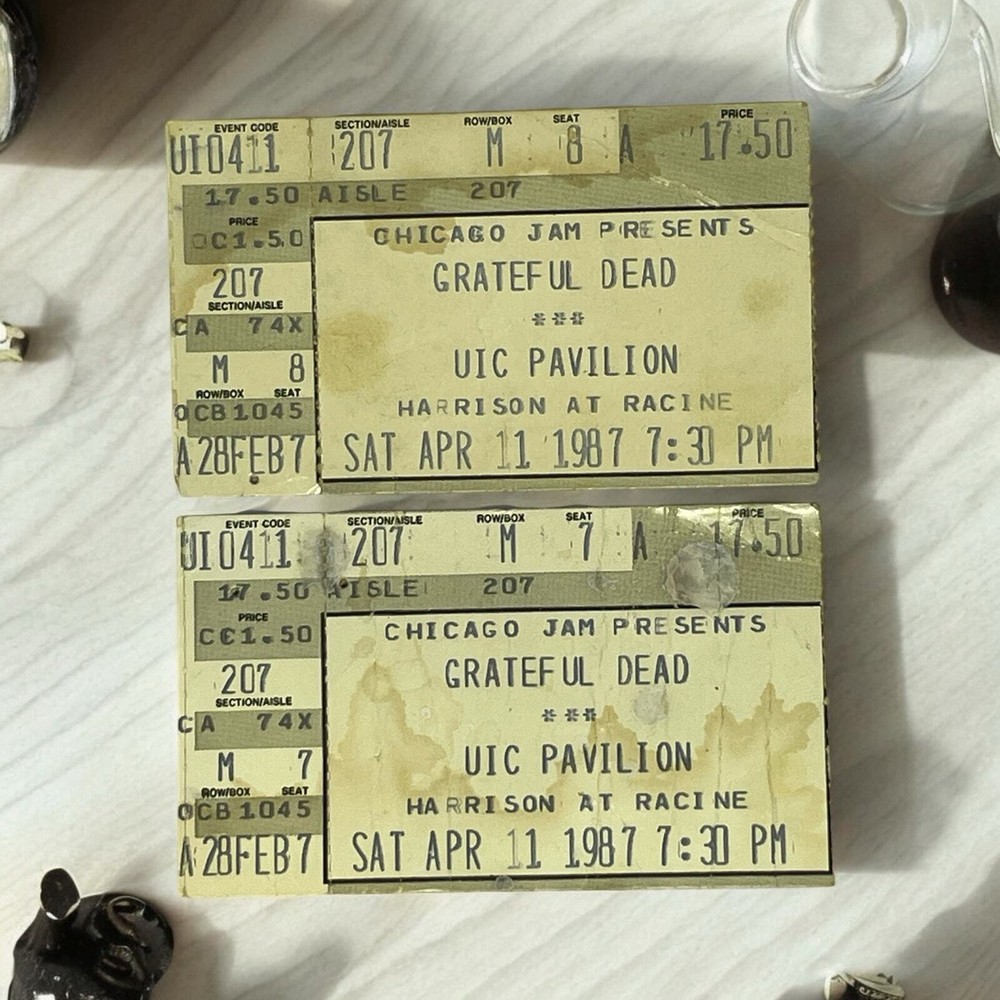 EVENT CODE SECTION/AISLE ROW/BOX SEAT PRICE
UI0411 207 M 8 A 17.50
17.50 AISLE 207
PRICE
C1.50
CHICAGO JAM PRESENTS
207
GRATEFUL DEAD
SECTION/AISLE
***
CA 74X
UIC PAVILION
M 8
ROW/BOX SEAT
HARRISON AT RACINE
OCB1045
A28FEB7
SAT APR 11 1987 7:30 PM
EVENT CODE SECTION/AISLE ROW/BOX SEAT PRICE
UI0411 207 M 7 A 17.50
17.50 AISLE 207
PRICE
C 1.50
CHICAGO JAM PRESENTS
207
GRATEFUL DEAD
SECTION/AISLE
***
CA 74X
UIC PAVILION
M 7
ROW/BOX SEAT
HARRISON AT RACINE
OCB1045
A28FEB7
SAT APR 11 1987 7:30 PM